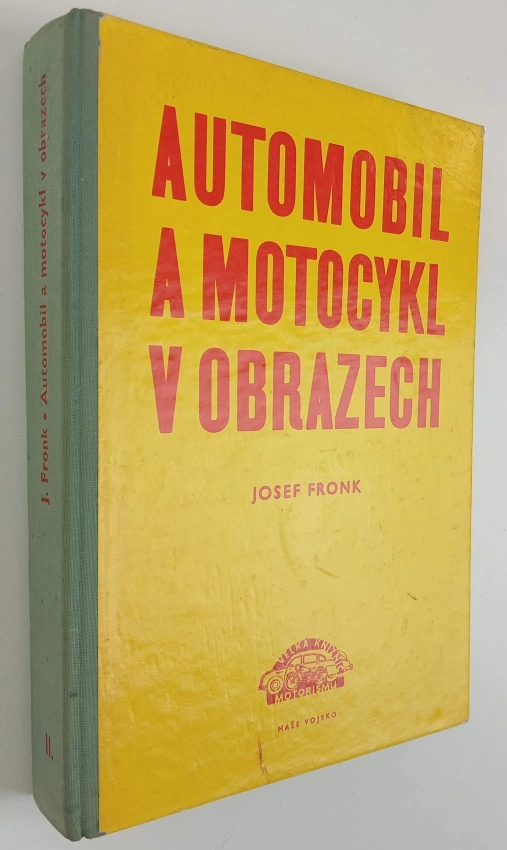 AUTOMOBIL
A MOTOCYKL
V OBRAZECH
JOSEF FRONK
VELKÁ KNIHOVNA
MOTORISMU
NAŠE VOJSKO
J. Fronk • Automobil a motocykl v obrazech
II.